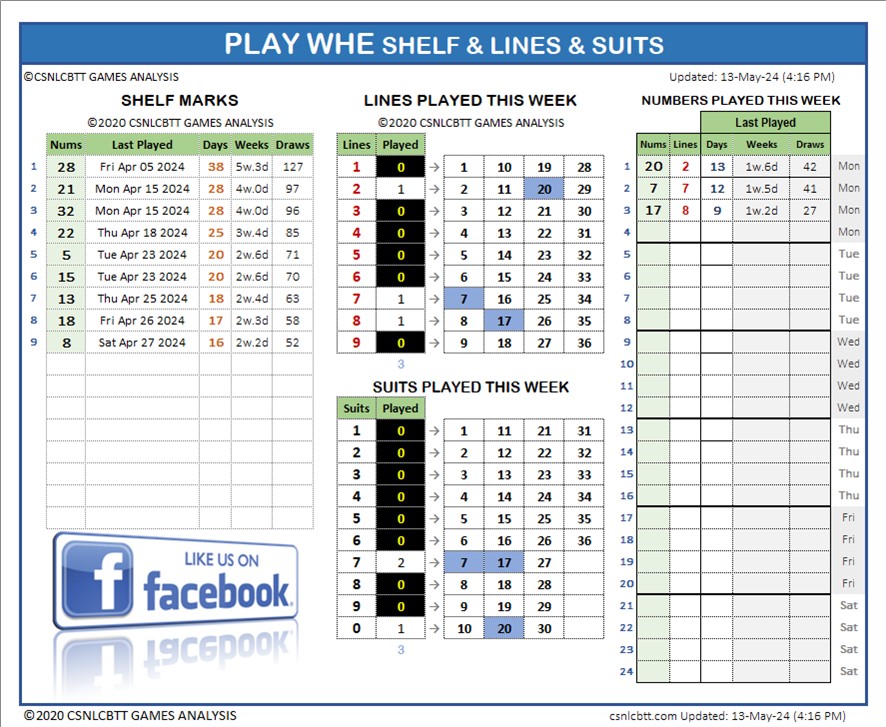 PLAY WHE SHELF & LINES & SUITS
©CSNLCBTT GAMES ANALYSIS
Updated: 13-May-24 (4:16 PM)
SHELF MARKS
©2020 CSNLCBTT GAMES ANALYSIS
Nums Last Played Days Weeks Draws
1 28 Fri Apr 05 2024 38 5w.3d 127
2 21 Mon Apr 15 2024 28 4w.0d 97
3 32 Mon Apr 15 2024 28 4w.0d 96
4 22 Thu Apr 18 2024 25 3w.4d 85
5 5 Tue Apr 23 2024 20 2w.6d 71
6 15 Tue Apr 23 2024 20 2w.6d 70
7 13 Thu Apr 25 2024 18 2w.4d 63
8 18 Fri Apr 26 2024 17 2w.3d 58
9 8 Sat Apr 27 2024 16 2w.2d 52
LIKE US ON
f facebook.
LINES PLAYED THIS WEEK
©2020 CSNLCBTT GAMES ANALYSIS
Lines Played
1 0 → 1 10 19 28
2 1 → 2 11 20 29
3 0 → 3 12 21 30
4 0 → 4 13 22 31
5 0 → 5 14 23 32
6 0 → 6 15 24 33
7 1 → 7 16 25 34
8 1 → 8 17 26 35
9 0 → 9 18 27 36
3
SUITS PLAYED THIS WEEK
Suits Played
1 0 → 1 11 21 31
2 0 → 2 12 22 32
3 0 → 3 13 23 33
4 0 → 4 14 24 34
5 0 → 5 15 25 35
6 0 → 6 16 26 36
7 2 → 7 17 27
8 0 → 8 18 28
9 0 → 9 19 29
0 1 → 10 20 30
3
NUMBERS PLAYED THIS WEEK
Last Played
Nums Lines Days Weeks Draws
1 20 2 13 1w.6d 42 Mon
2 7 7 12 1w.5d 41 Mon
3 17 8 9 1w.2d 27 Mon
4 Mon
5 Tue
6 Tue
7 Tue
8 Tue
9 Wed
10 Wed
11 Wed
12 Wed
13 Thu
14 Thu
15 Thu
16 Thu
17 Fri
18 Fri
19 Fri
20 Fri
21 Sat
22 Sat
23 Sat
24 Sat
©2020 CSNLCBTT GAMES ANALYSIS
csnlcbtt.com Updated: 13-May-24 (4:16 PM)